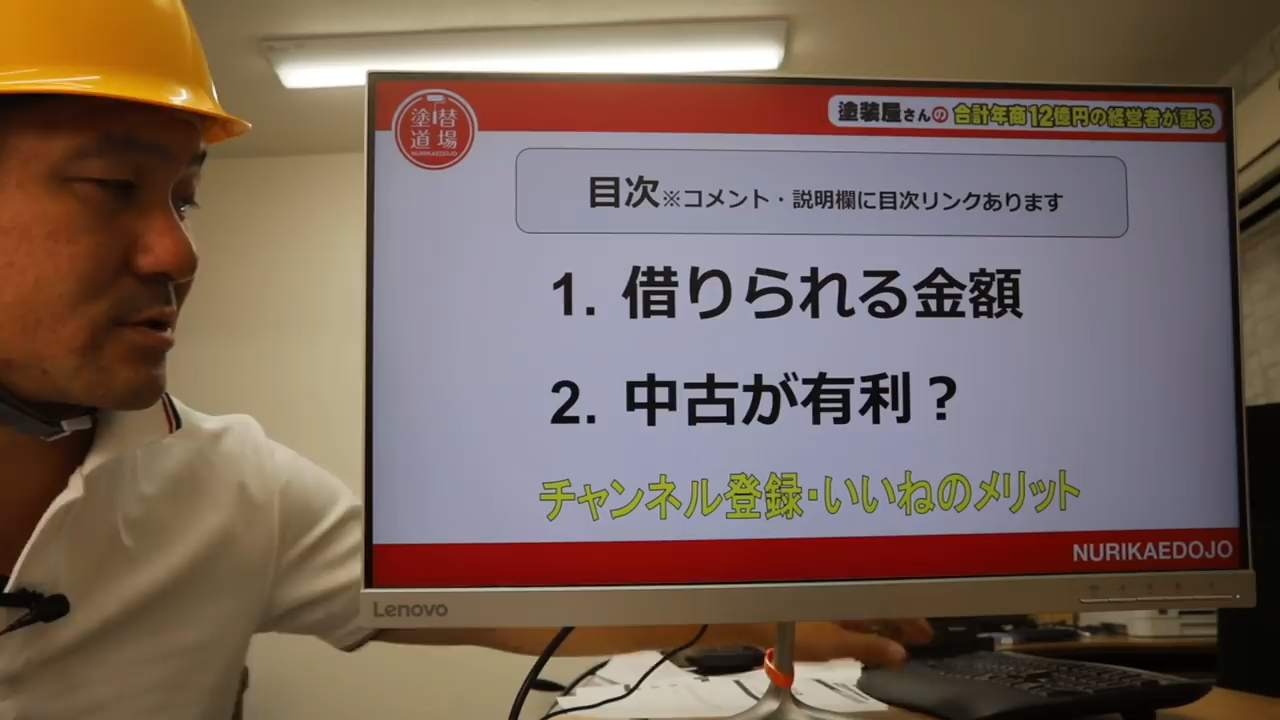 塗替
道場
NURIKAEDOJO
塗装屋さんの 合計年商12億円の経営者が語る
目次※コメント・説明欄に目次リンクあります
1. 借りられる金額
2. 中古が有利？
チャンネル登録・いいねのメリット
NURIKAEDOJO
Lenovo